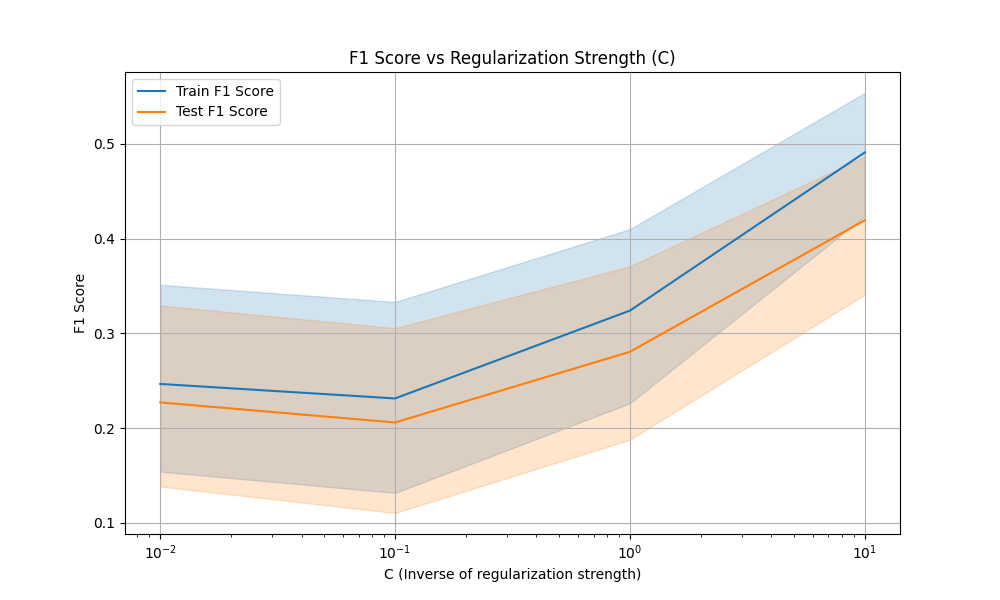 F1 Score vs Regularization Strength (C)
Train F1 Score
Test F1 Score
F1 Score
0.5
0.4
0.3
0.2
0.1
10⁻² 10⁻¹ 10⁰ 10¹
C (Inverse of regularization strength)